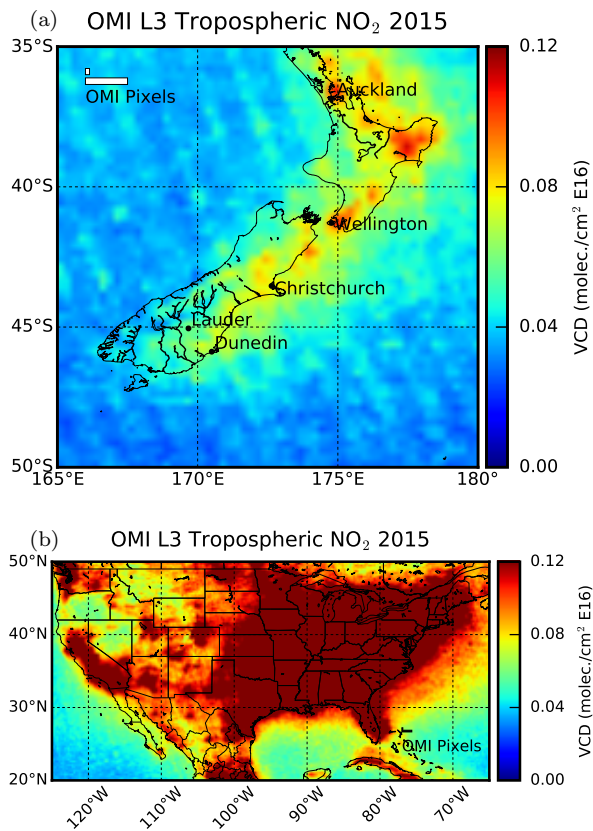 (a) OMI L3 Tropospheric NO₂ 2015
35°S
40°S
45°S
50°S
165°E 170°E 175°E 180°
OMI Pixels
Auckland
Wellington
Christchurch
Lauder
Dunedin
0.12
0.08
0.04
0.00
VCD (molec./cm² E16)
(b) OMI L3 Tropospheric NO₂ 2015
50°N
40°N
30°N
20°N
120°W 110°W 100°W 90°W 80°W 70°W
OMI Pixels
0.12
0.08
0.04
0.00
VCD (molec./cm² E16)